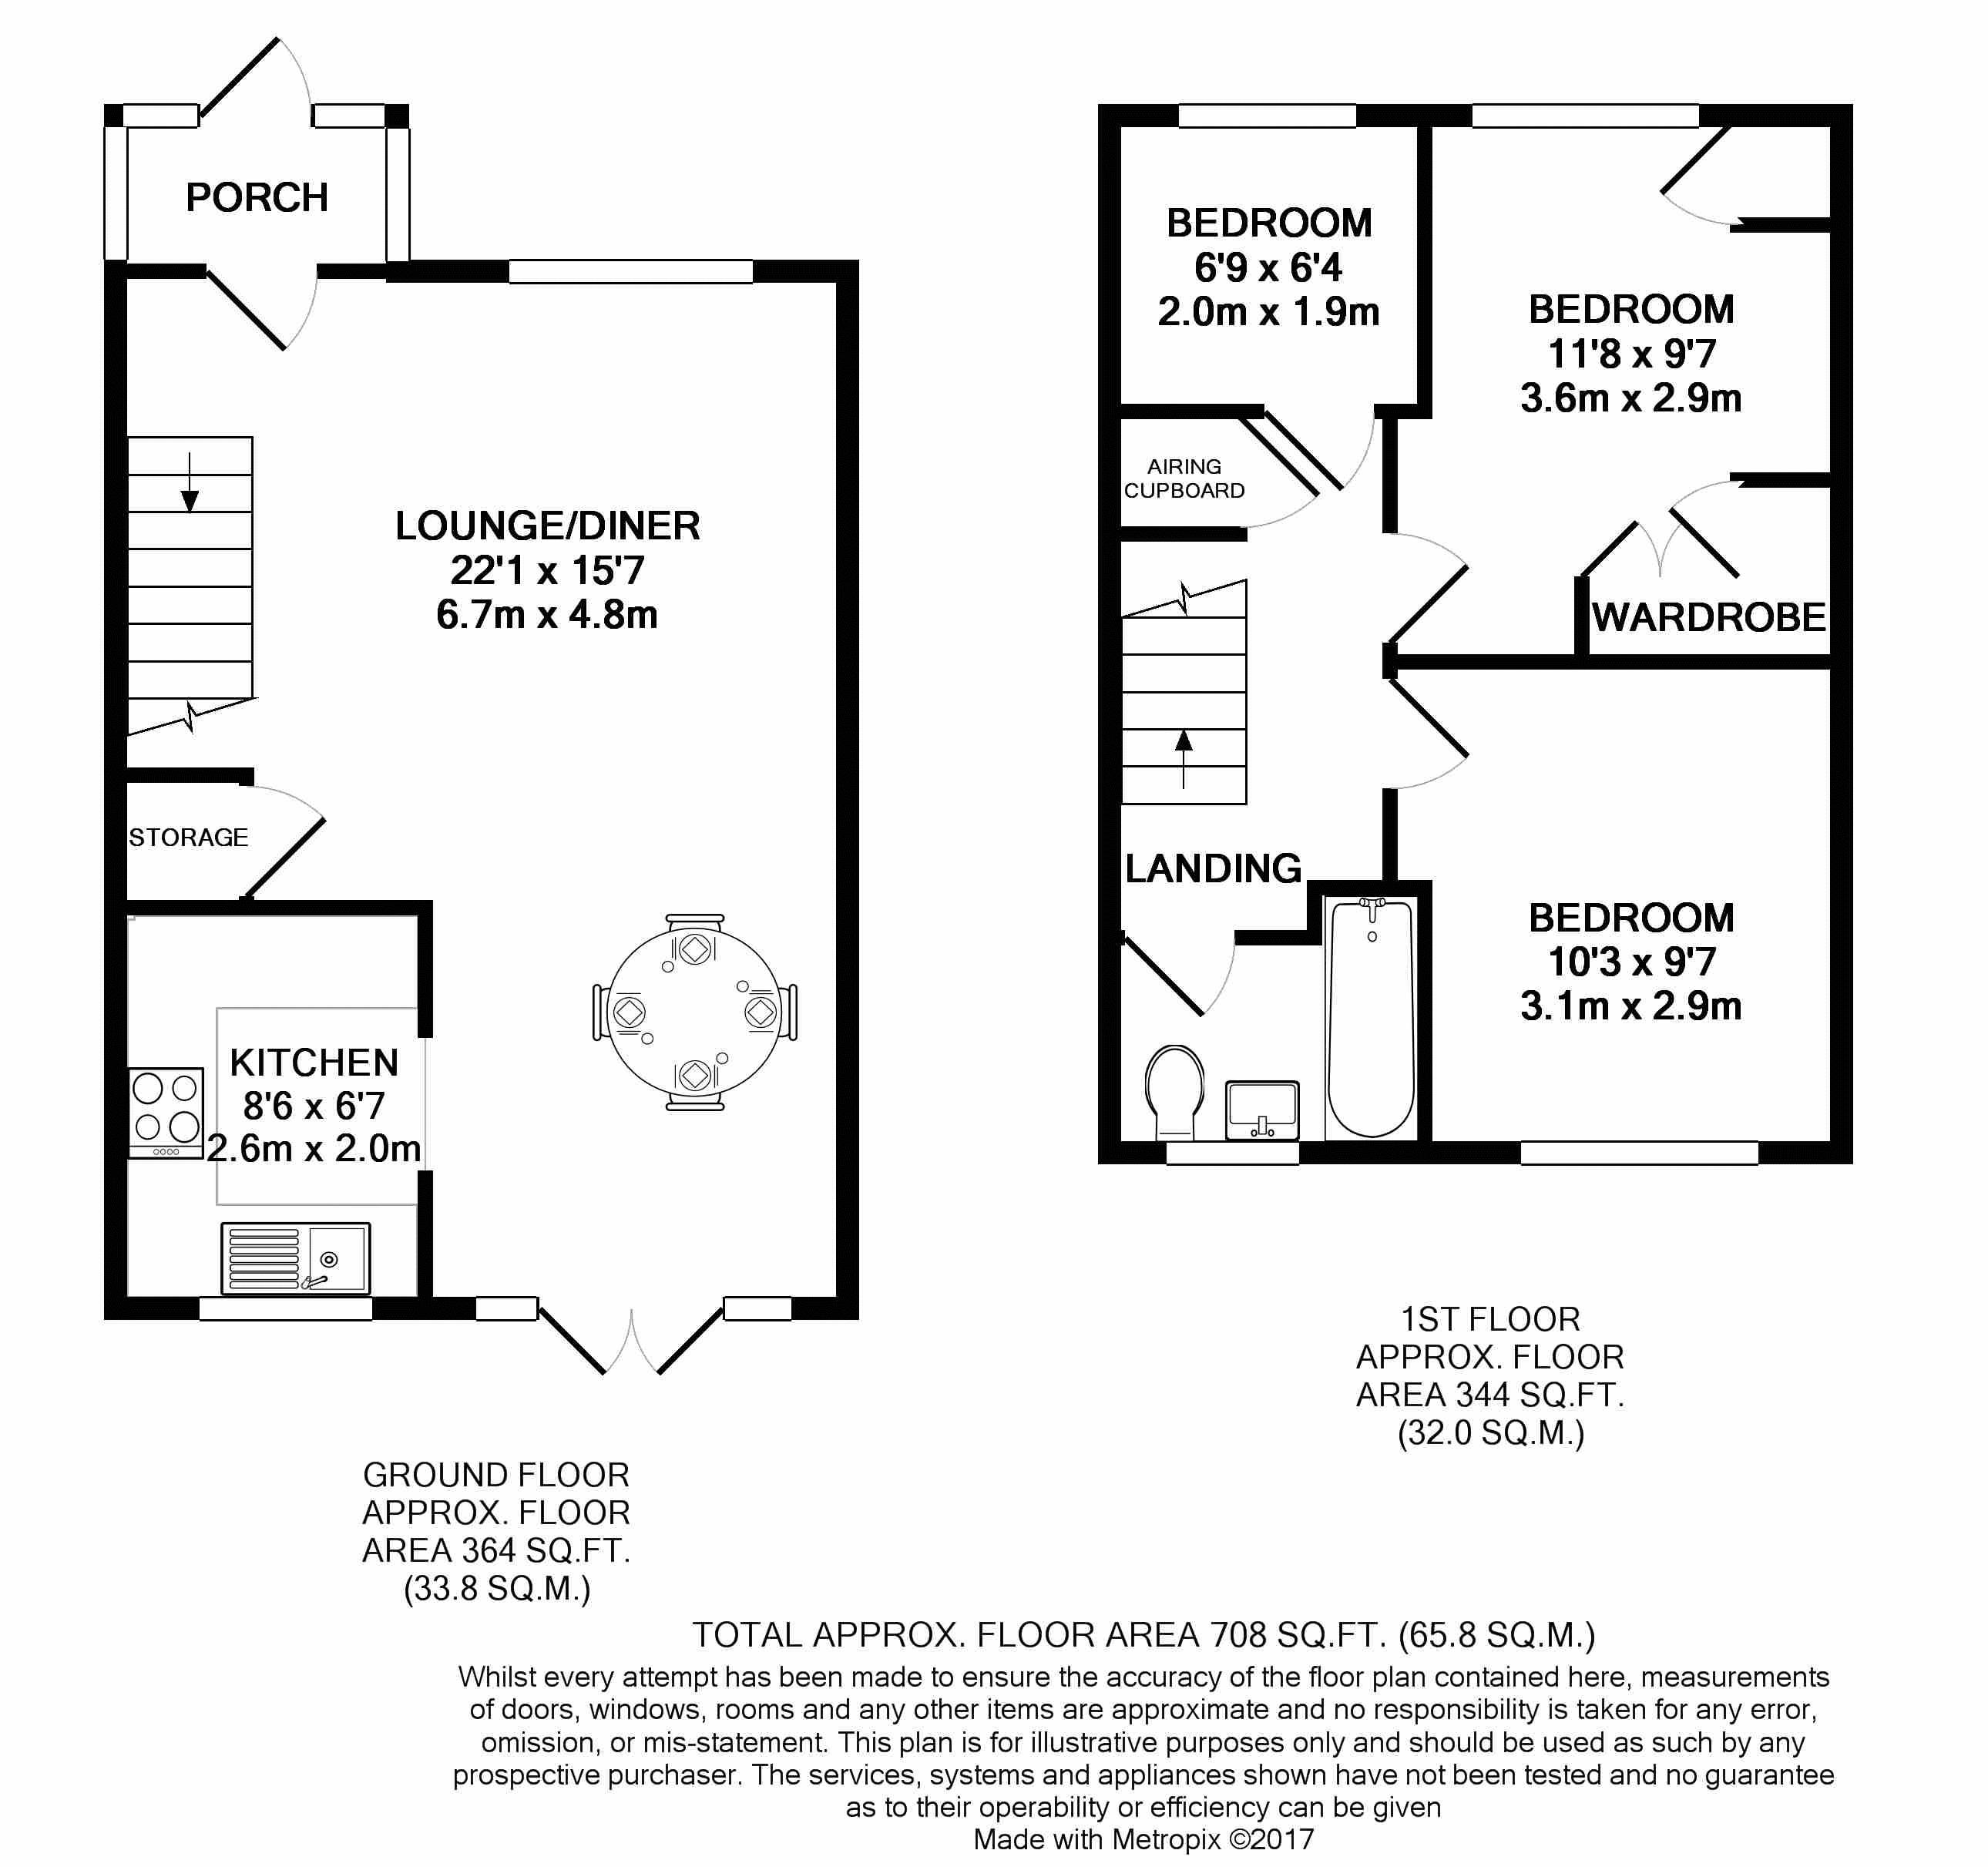 PORCH
LOUNGE/DINER
22'1 x 15'7
6.7m x 4.8m
STORAGE
KITCHEN
8'6 x 6'7
2.6m x 2.0m
GROUND FLOOR
APPROX. FLOOR
AREA 364 SQ.FT.
(33.8 SQ.M.)
BEDROOM
6'9 x 6'4
2.0m x 1.9m
BEDROOM
11'8 x 9'7
3.6m x 2.9m
AIRING
CUPBOARD
WARDROBE
LANDING
BEDROOM
10'3 x 9'7
3.1m x 2.9m
1ST FLOOR
APPROX. FLOOR
AREA 344 SQ.FT.
(32.0 SQ.M.)
TOTAL APPROX. FLOOR AREA 708 SQ.FT. (65.8 SQ.M.)
Whilst every attempt has been made to ensure the accuracy of the floor plan contained here, measurements
of doors, windows, rooms and any other items are approximate and no responsibility is taken for any error,
omission, or mis-statement. This plan is for illustrative purposes only and should be used as such by any
prospective purchaser. The services, systems and appliances shown have not been tested and no guarantee
as to their operability or efficiency can be given
Made with Metropix ©2017